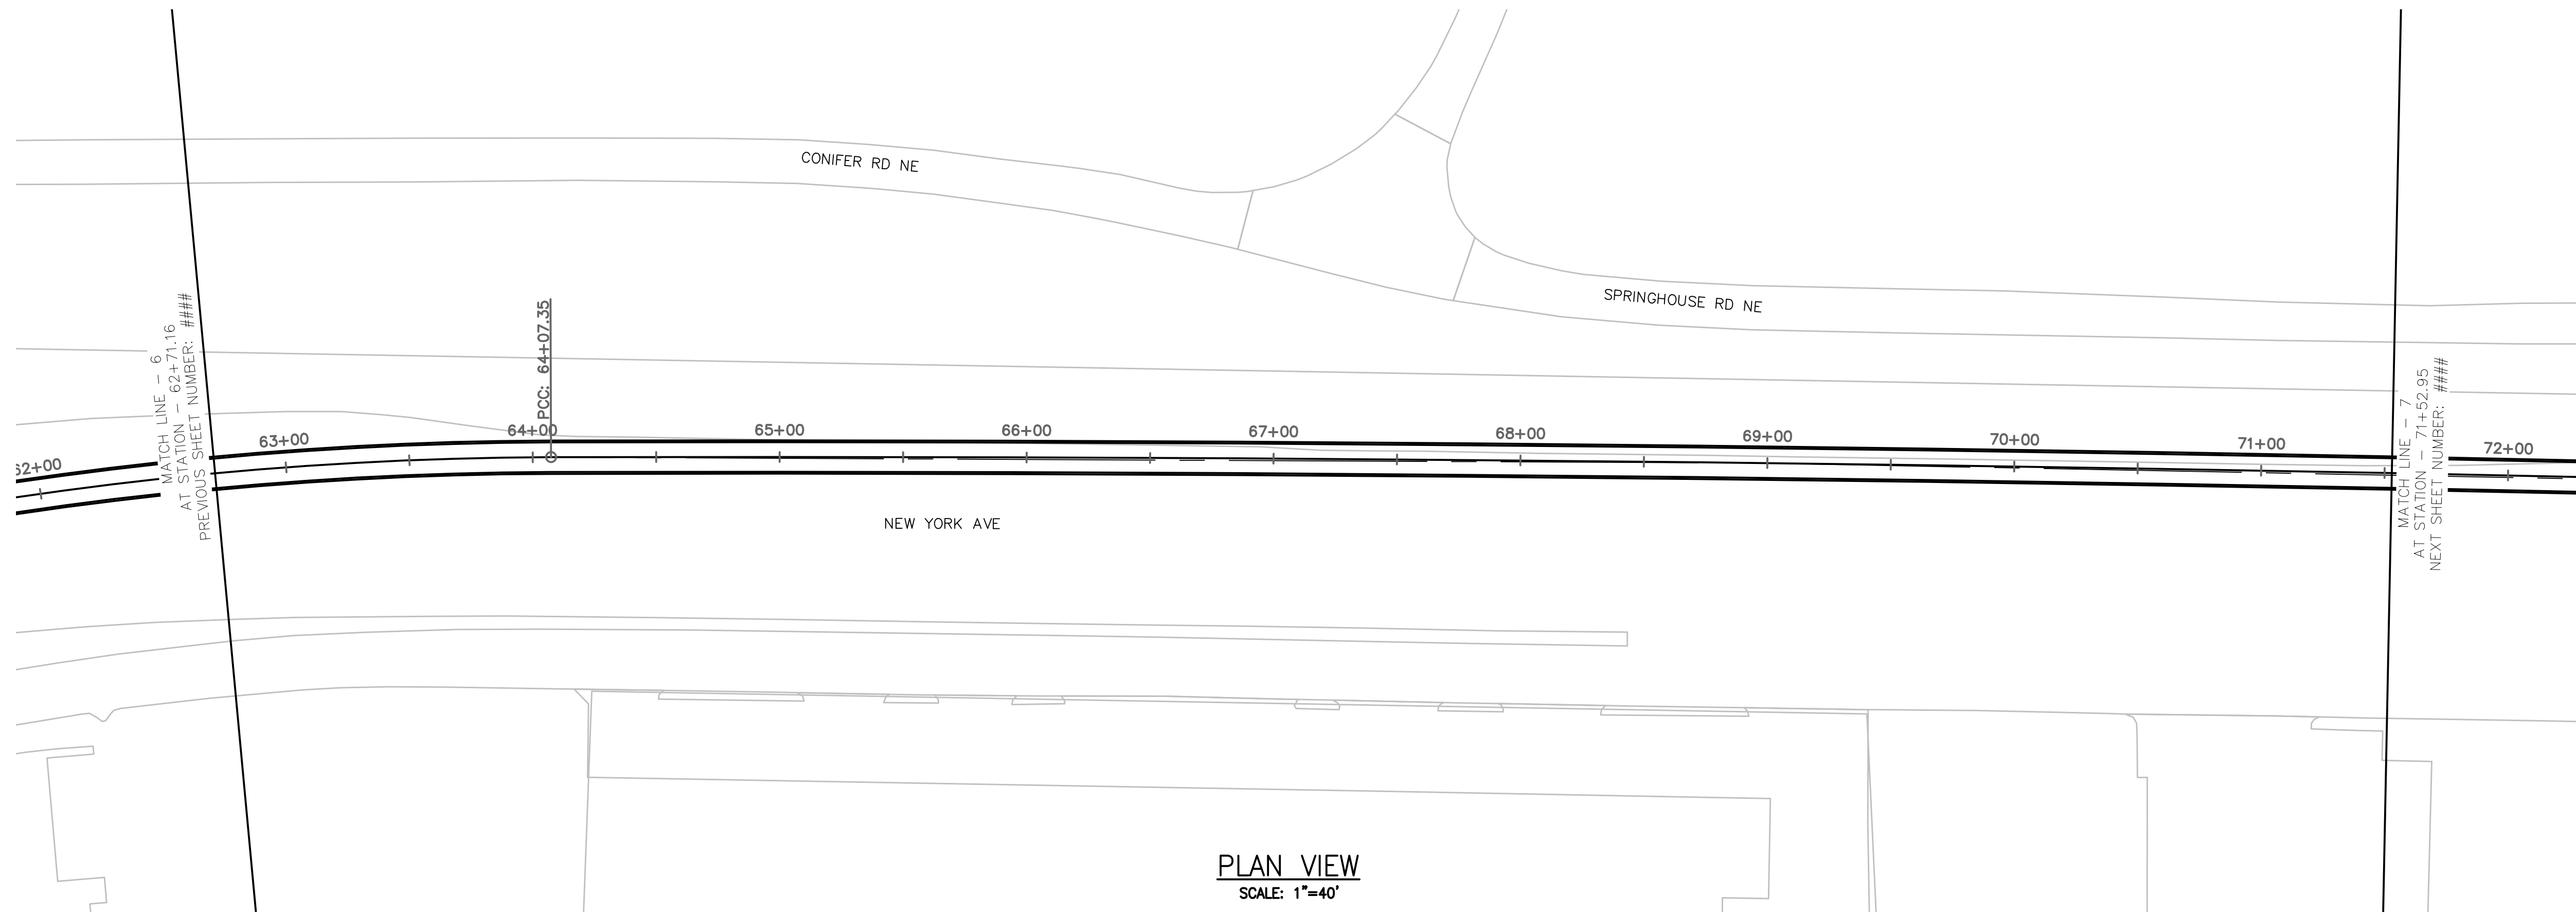 CONIFER RD NE
SPRINGHOUSE RD NE
MATCH LINE - 6
AT STATION - 62+71.16
PREVIOUS SHEET NUMBER: ####
PCC: 64+07.35
MATCH LINE - 7
AT STATION - 71+52.95
NEXT SHEET NUMBER: ####
62+00
63+00
64+00
65+00
66+00
67+00
68+00
69+00
70+00
71+00
72+00
NEW YORK AVE
PLAN VIEW
SCALE: 1"=40'